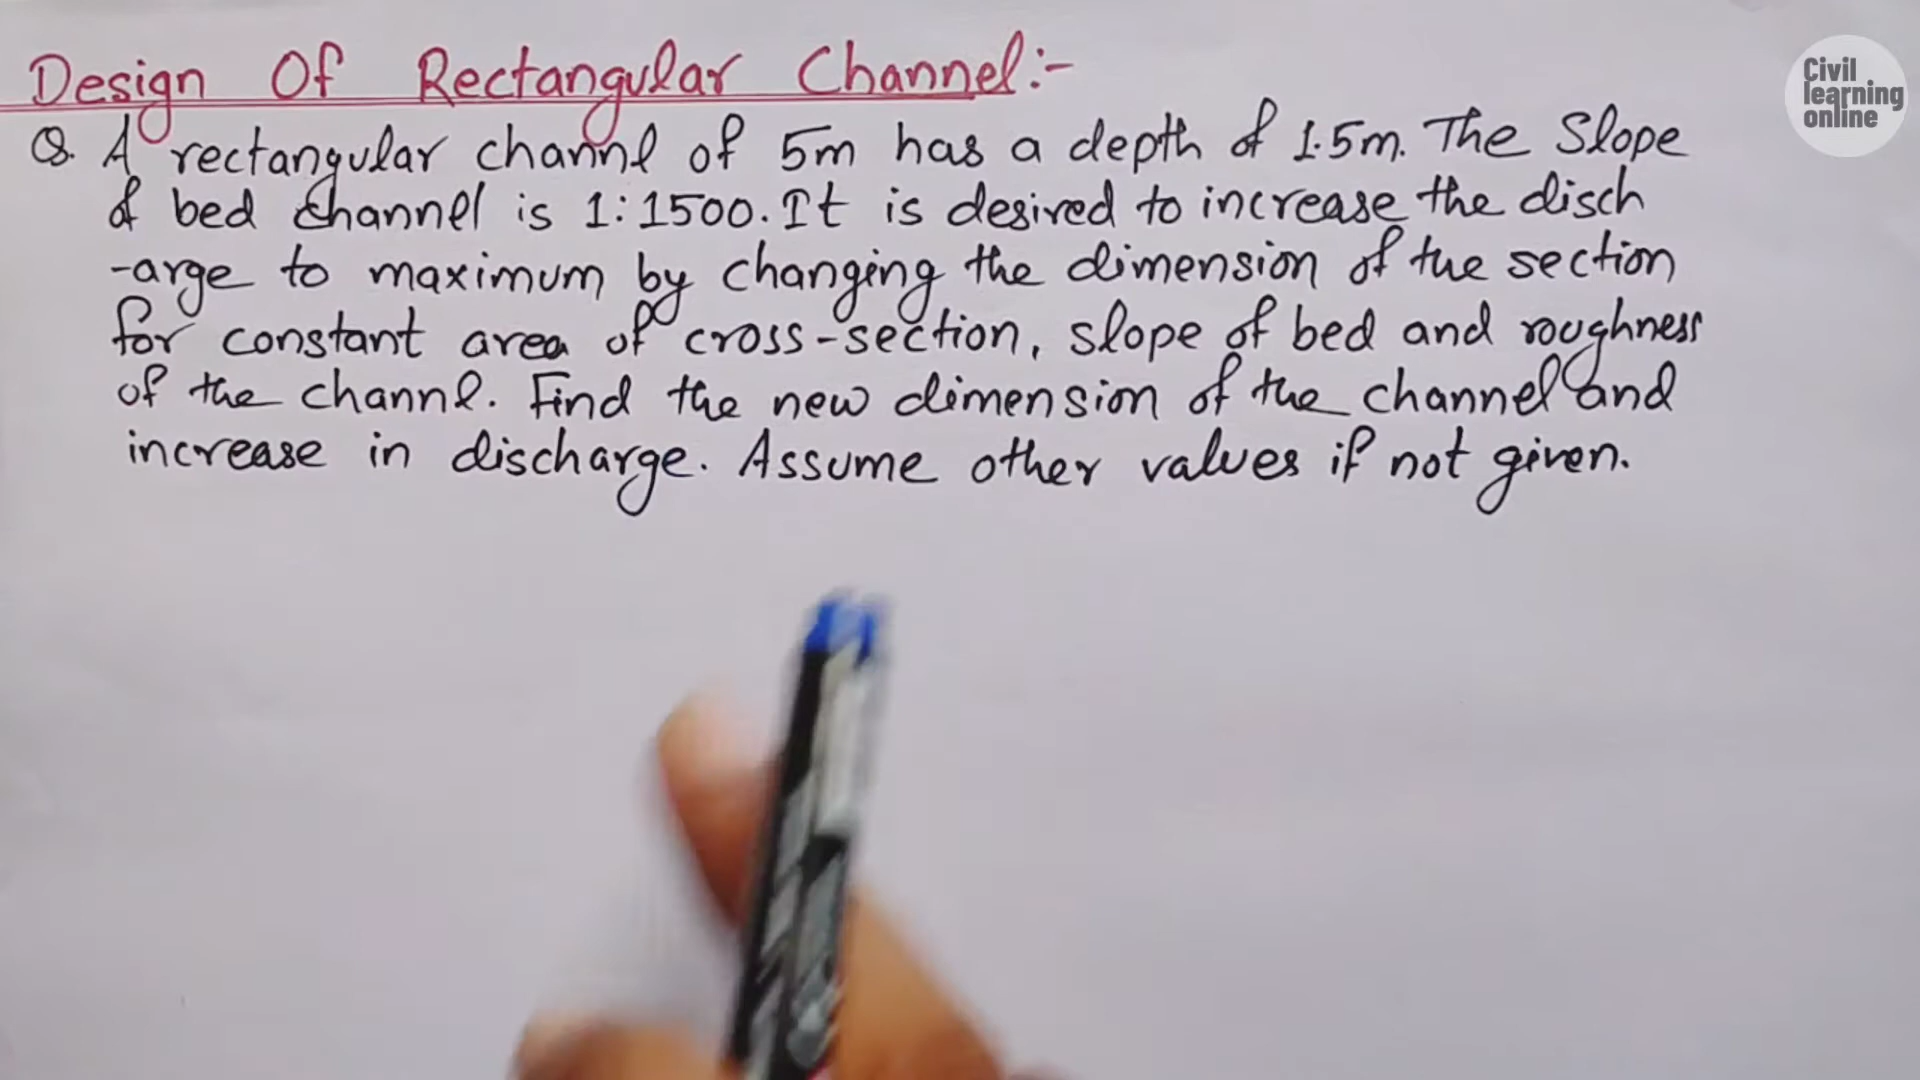 Design Of Rectangular Channel:-
Q. A rectangular channl of 5m has a depth of 1.5m. The Slope
of bed channel is 1:1500. It is desired to increase the disch
-arge to maximum by changing the dimension of the section
for constant area of cross-section, slope of bed and roughness
of the channl. Find the new dimension of the channel and
increase in discharge. Assume other values if not given.
Civil
learning
online